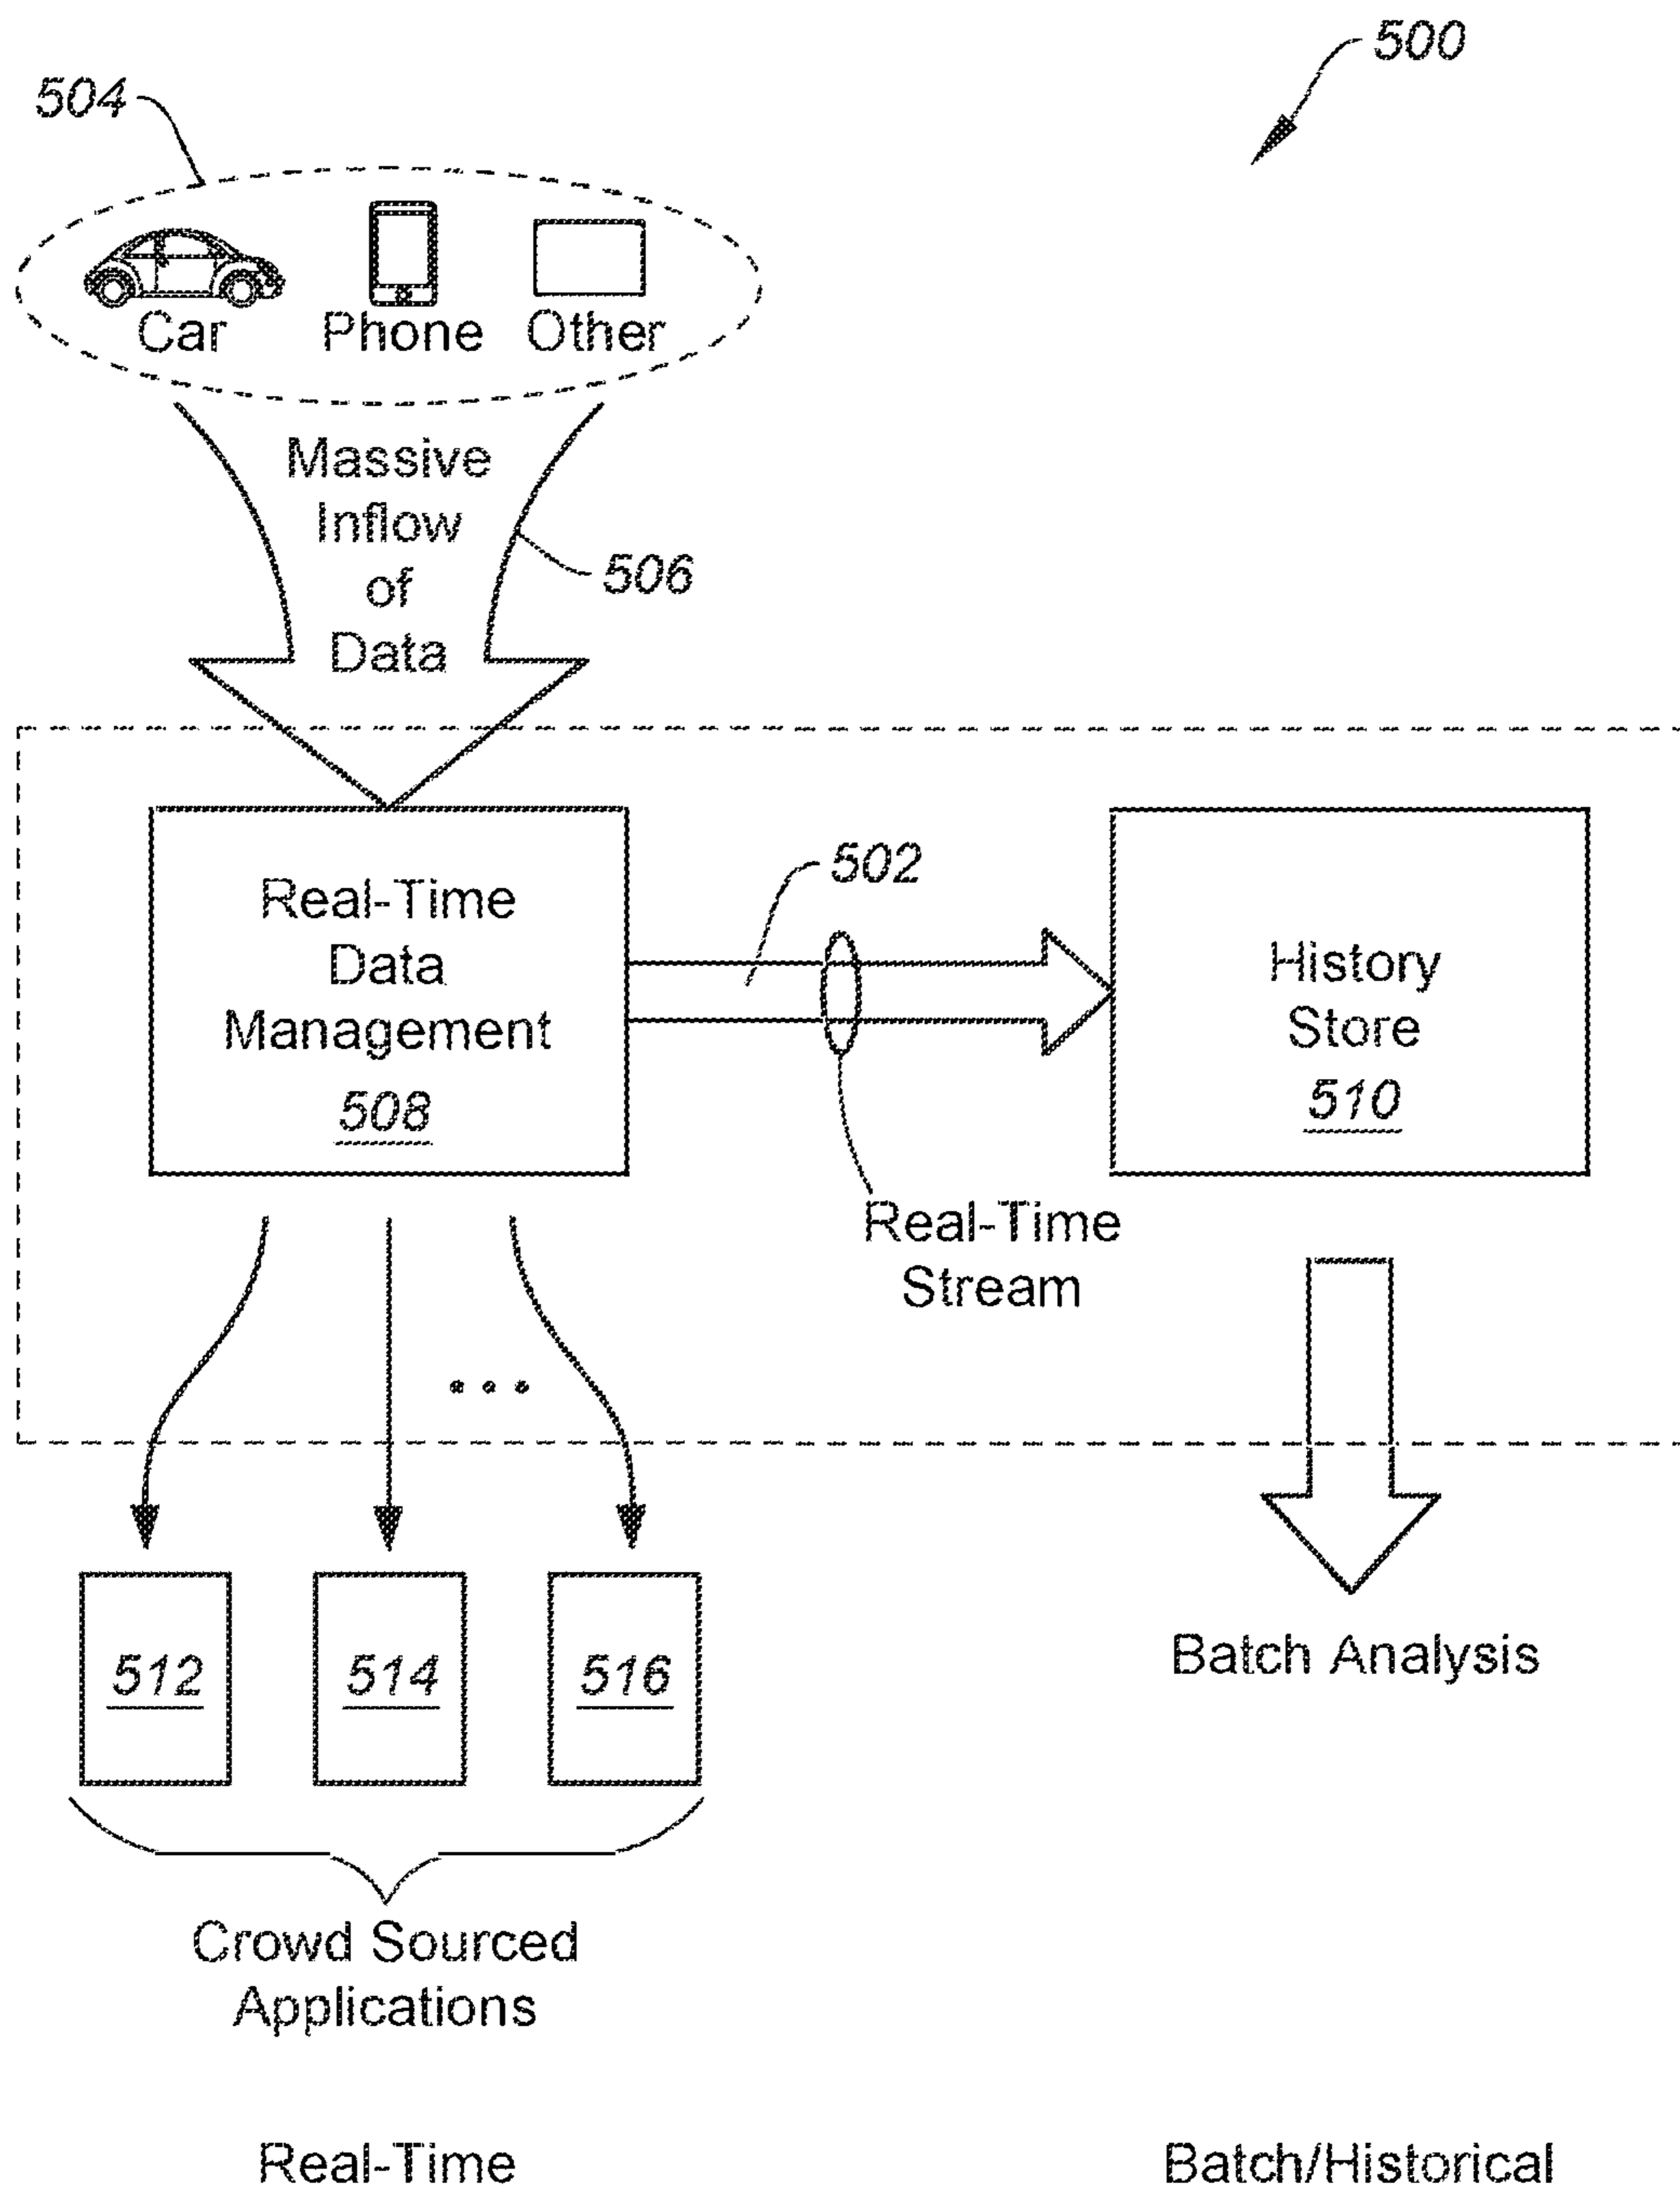 500
504
Car Phone Other
Massive
Inflow
of
Data
506
Real-Time
Data
Management
508
502
History
Store
510
Real-Time
Stream
512 514 516
Batch Analysis
Crowd Sourced
Applications
Real-Time Batch/Historical